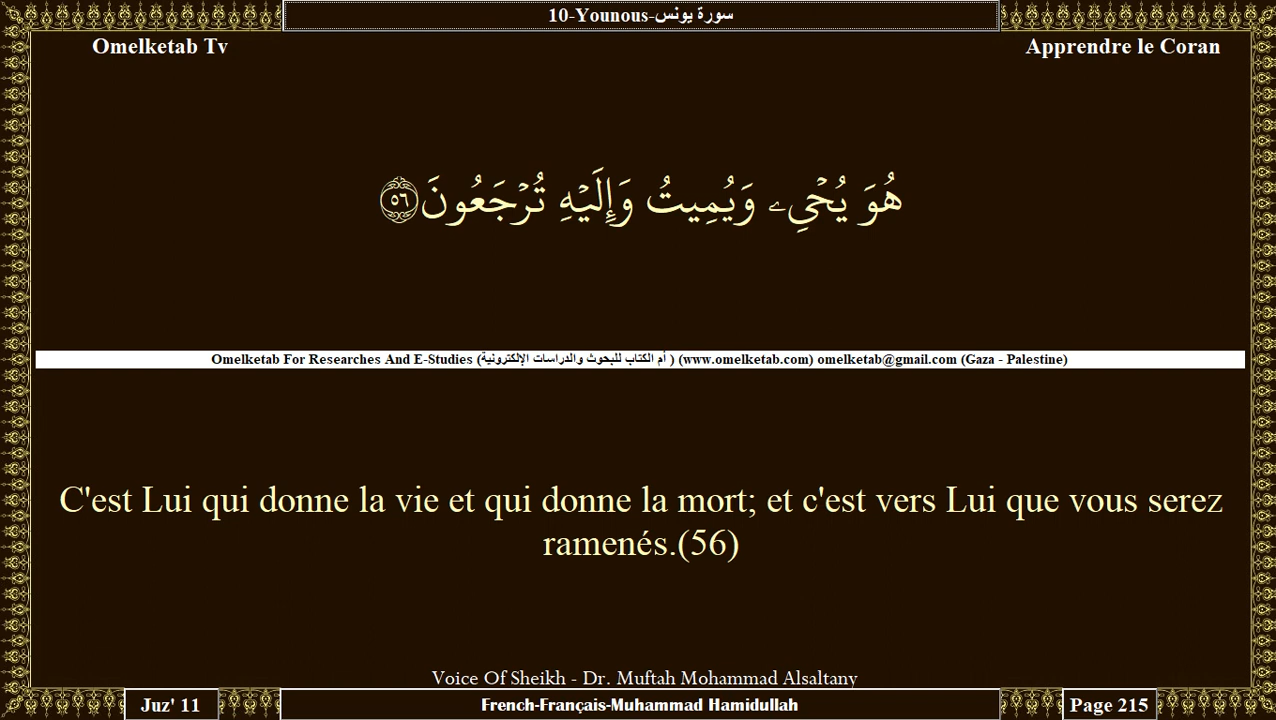 10-Younous-سورة يونس
Omelketab Tv
Apprendre le Coran
هُوَ يُحْيِۦ وَيُمِيتُ وَإِلَيْهِ تُرْجَعُونَ ٥٦
Omelketab For Researches And E-Studies (أم الكتاب للبحوث والدراسات الإلكترونية ) (www.omelketab.com) omelketab@gmail.com (Gaza - Palestine)
C'est Lui qui donne la vie et qui donne la mort; et c'est vers Lui que vous serez
ramenés.(56)
Voice Of Sheikh - Dr. Muftah Mohammad Alsaltany
Juz' 11
French-Français-Muhammad Hamidullah
Page 215